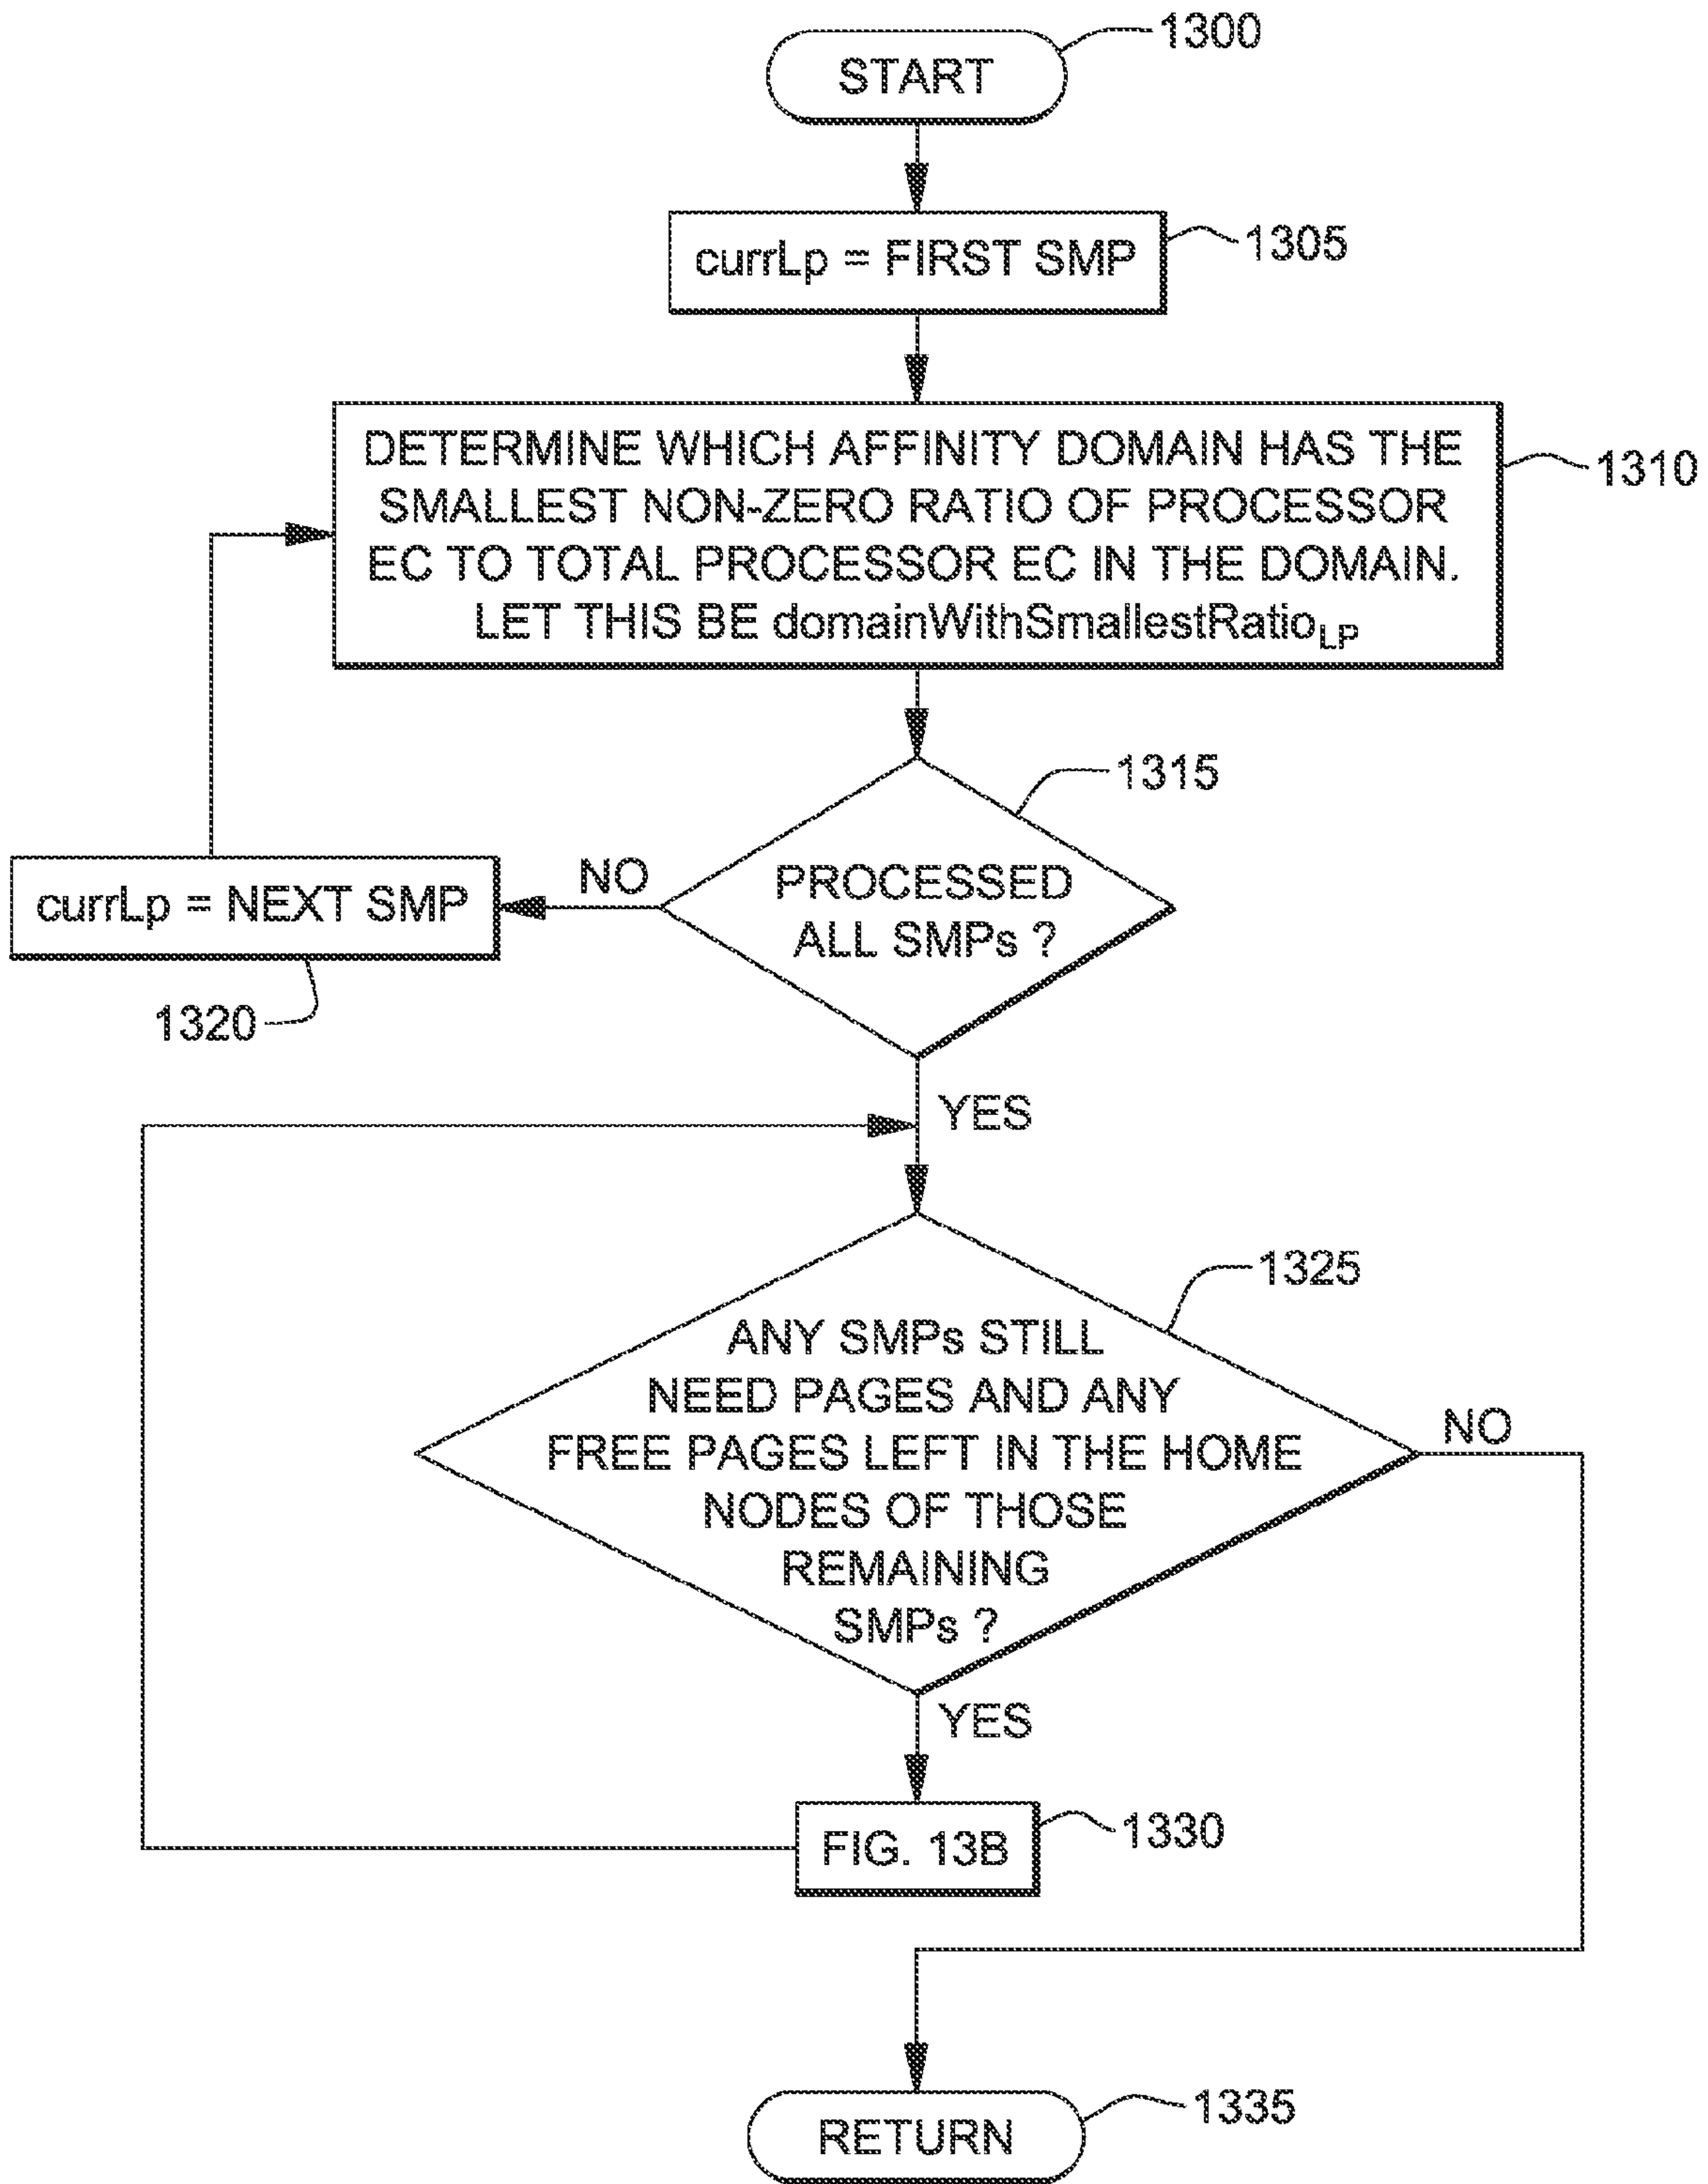 START
1300
currLp = FIRST SMP
1305
DETERMINE WHICH AFFINITY DOMAIN HAS THE
SMALLEST NON-ZERO RATIO OF PROCESSOR
EC TO TOTAL PROCESSOR EC IN THE DOMAIN.
LET THIS BE domainWithSmallestRatioLP
1310
PROCESSED
ALL SMPs ?
1315
NO
currLp = NEXT SMP
1320
YES
ANY SMPs STILL
NEED PAGES AND ANY
FREE PAGES LEFT IN THE HOME
NODES OF THOSE
REMAINING
SMPs ?
1325
NO
YES
FIG. 13B
1330
RETURN
1335